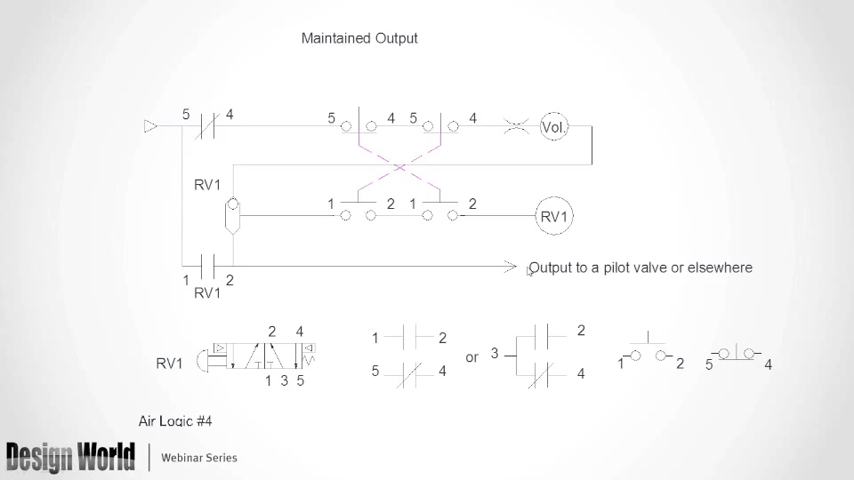 Maintained Output
5 4 5 4 5 4
Vol.
RV1
1 2 1 2
RV1
1 2
Output to a pilot valve or elsewhere
RV1
2 4
RV1
1 3 5
1 2
5 4
or
3
2
4
1 2
5 4
Air Logic #4
Design World
Webinar Series